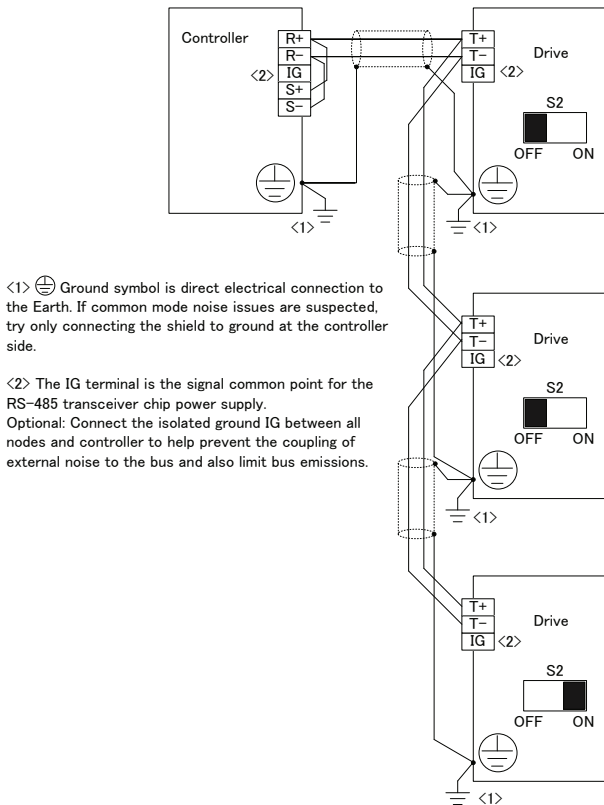 Controller
R+
R-
IG
S+
S-
<2>
<1>
T+
T-
IG
<2>
Drive
S2
OFF ON
<1>
<1> Ground symbol is direct electrical connection to
the Earth. If common mode noise issues are suspected,
try only connecting the shield to ground at the controller
side.
<2> The IG terminal is the signal common point for the
RS-485 transceiver chip power supply.
Optional: Connect the isolated ground IG between all
nodes and controller to help prevent the coupling of
external noise to the bus and also limit bus emissions.
T+
T-
IG
<2>
Drive
S2
OFF ON
<1>
T+
T-
IG
<2>
Drive
S2
OFF ON
<1>